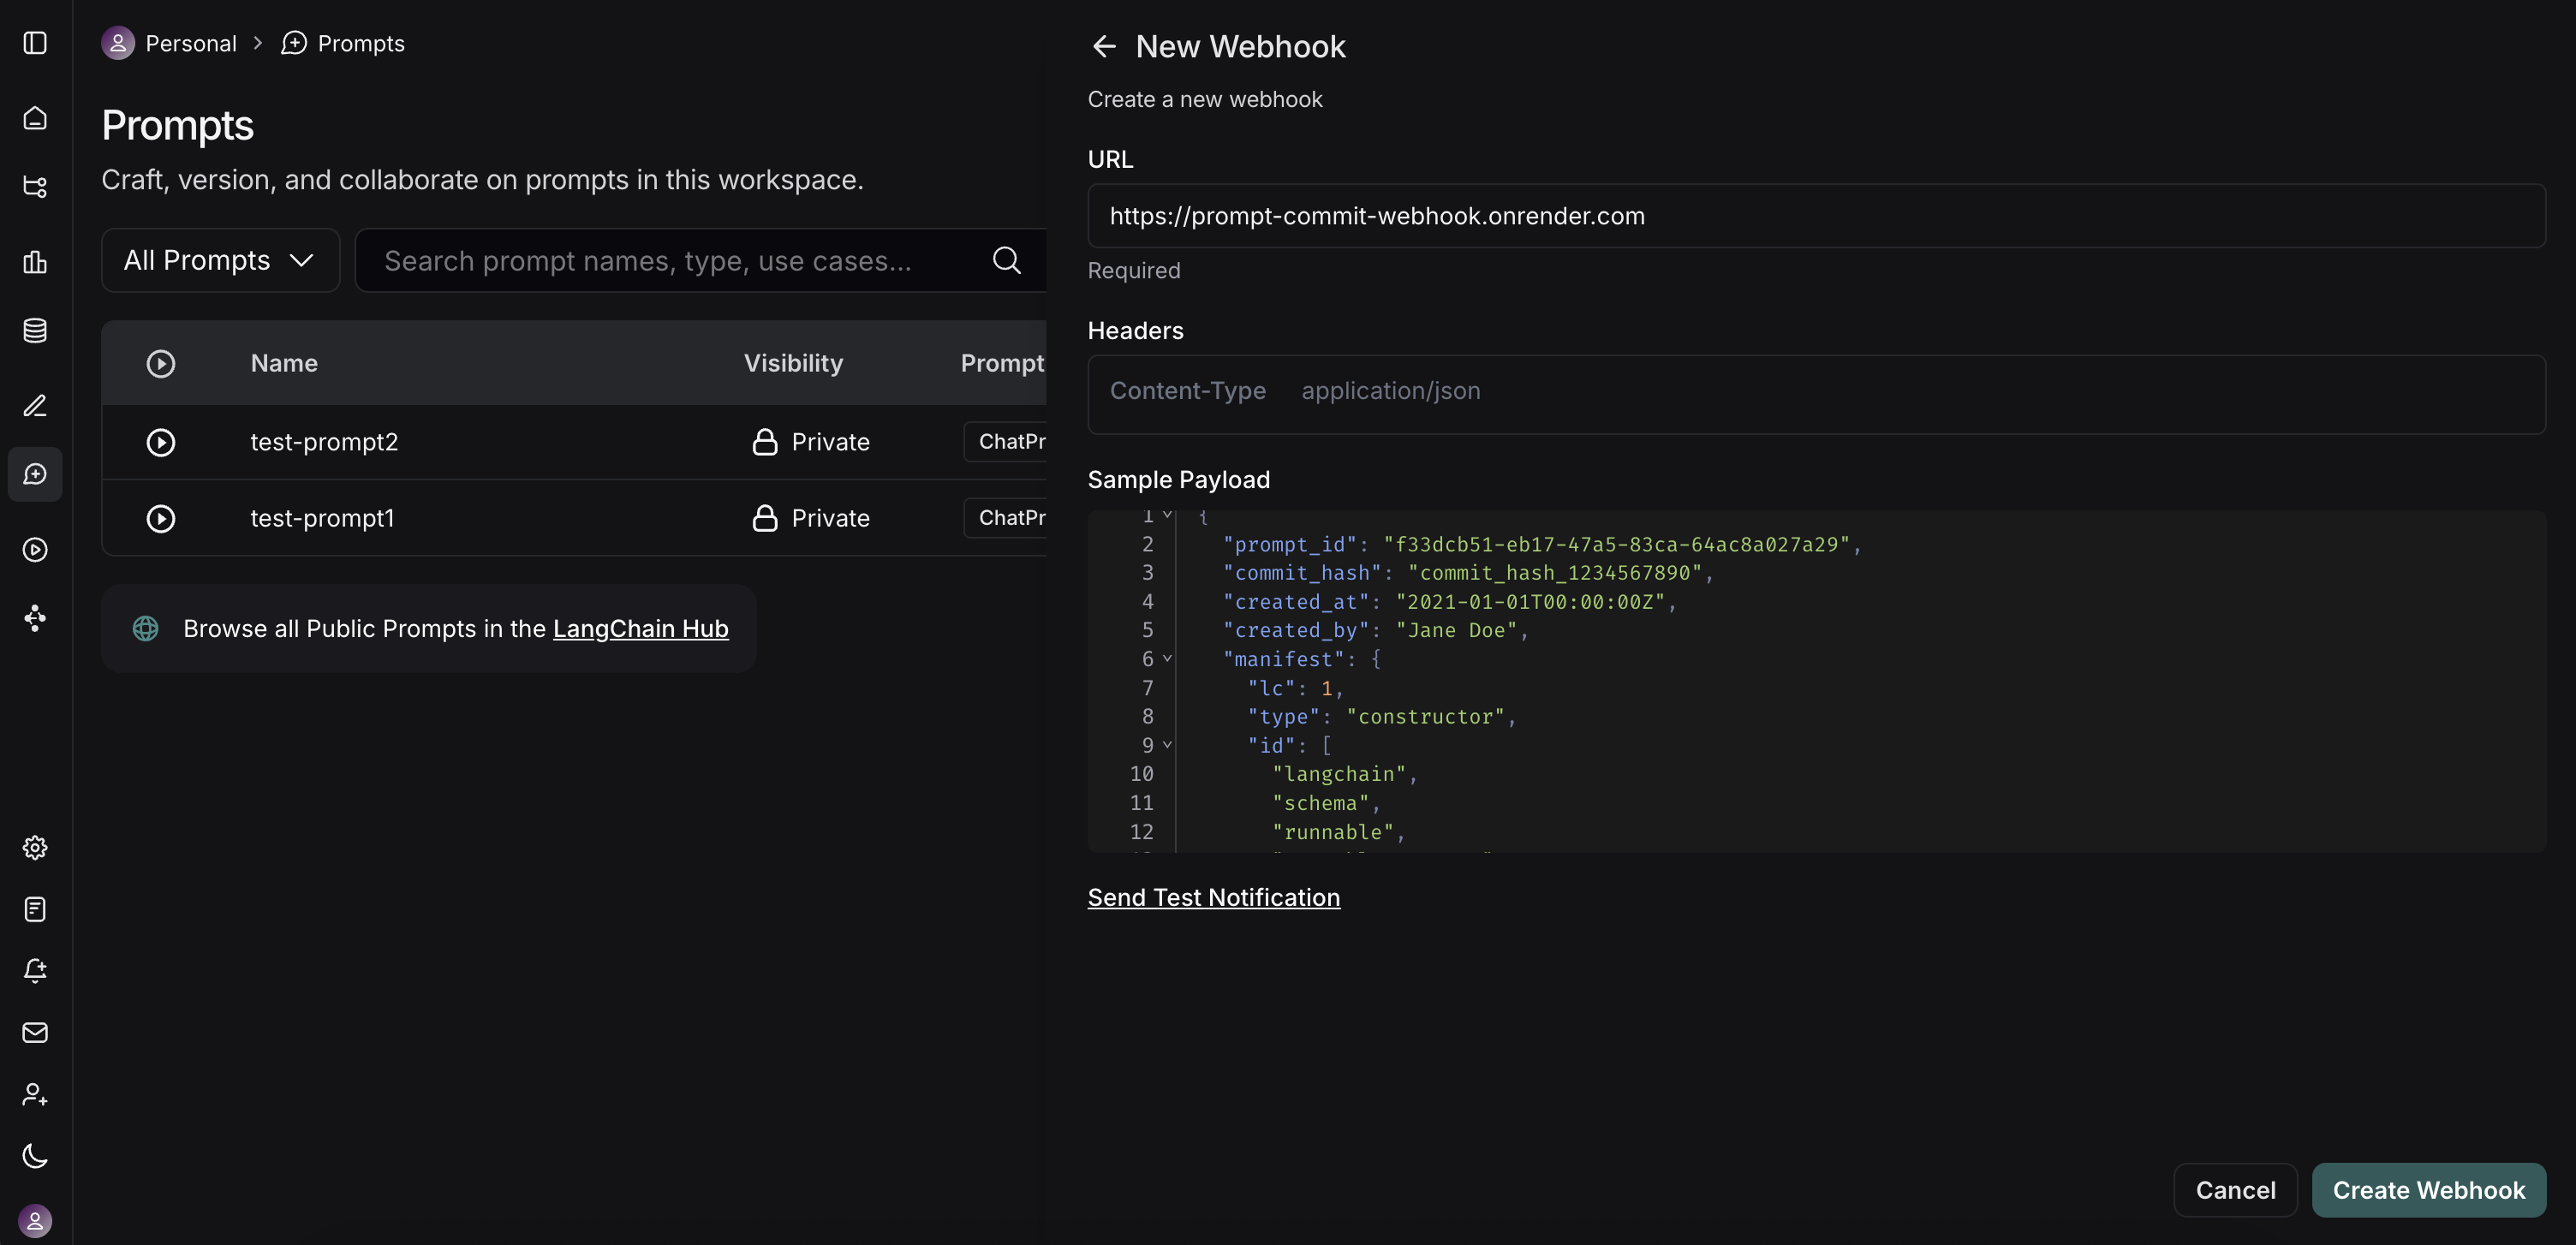 Personal > Prompts
Prompts
Craft, version, and collaborate on prompts in this workspace.
All Prompts
Search prompt names, type, use cases...
Name Visibility Prompt
test-prompt2 Private ChatPr
test-prompt1 Private ChatPr
Browse all Public Prompts in the LangChain Hub
New Webhook
Create a new webhook
URL
https://prompt-commit-webhook.onrender.com
Required
Headers
Content-Type application/json
Sample Payload
1 {
2 "prompt_id": "f33dcb51-eb17-47a5-83ca-64ac8a027a29",
3 "commit_hash": "commit_hash_1234567890",
4 "created_at": "2021-01-01T00:00:00Z",
5 "created_by": "Jane Doe",
6 "manifest": {
7 "lc": 1,
8 "type": "constructor",
9 "id": [
10 "langchain",
11 "schema",
12 "runnable",
Send Test Notification
Cancel
Create Webhook